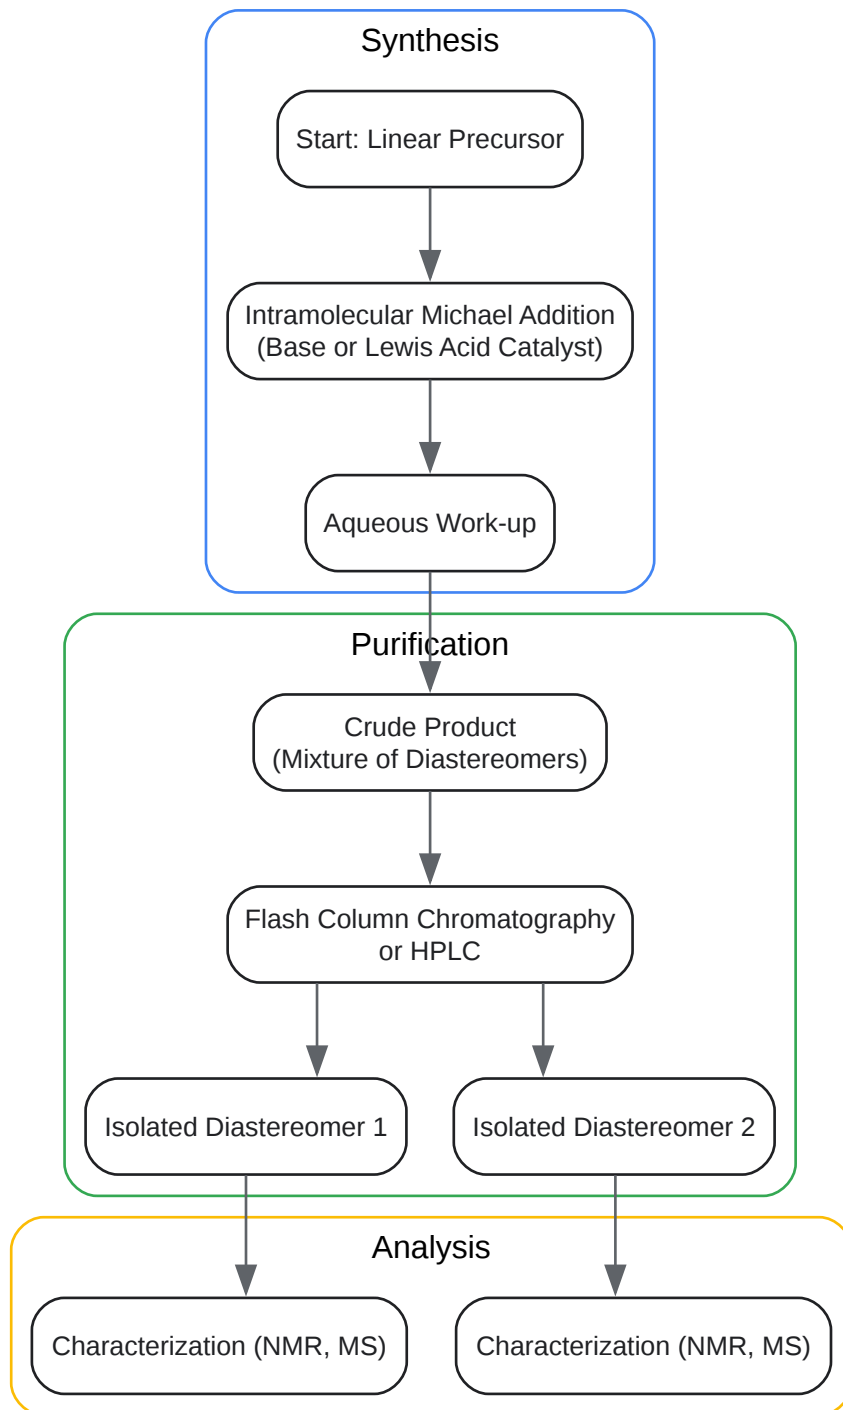 Synthesis
Start: Linear Precursor
Intramolecular Michael Addition
(Base or Lewis Acid Catalyst)
Aqueous Work-up
Purification
Crude Product
(Mixture of Diastereomers)
Flash Column Chromatography
or HPLC
Isolated Diastereomer 1
Isolated Diastereomer 2
Analysis
Characterization (NMR, MS)
Characterization (NMR, MS)